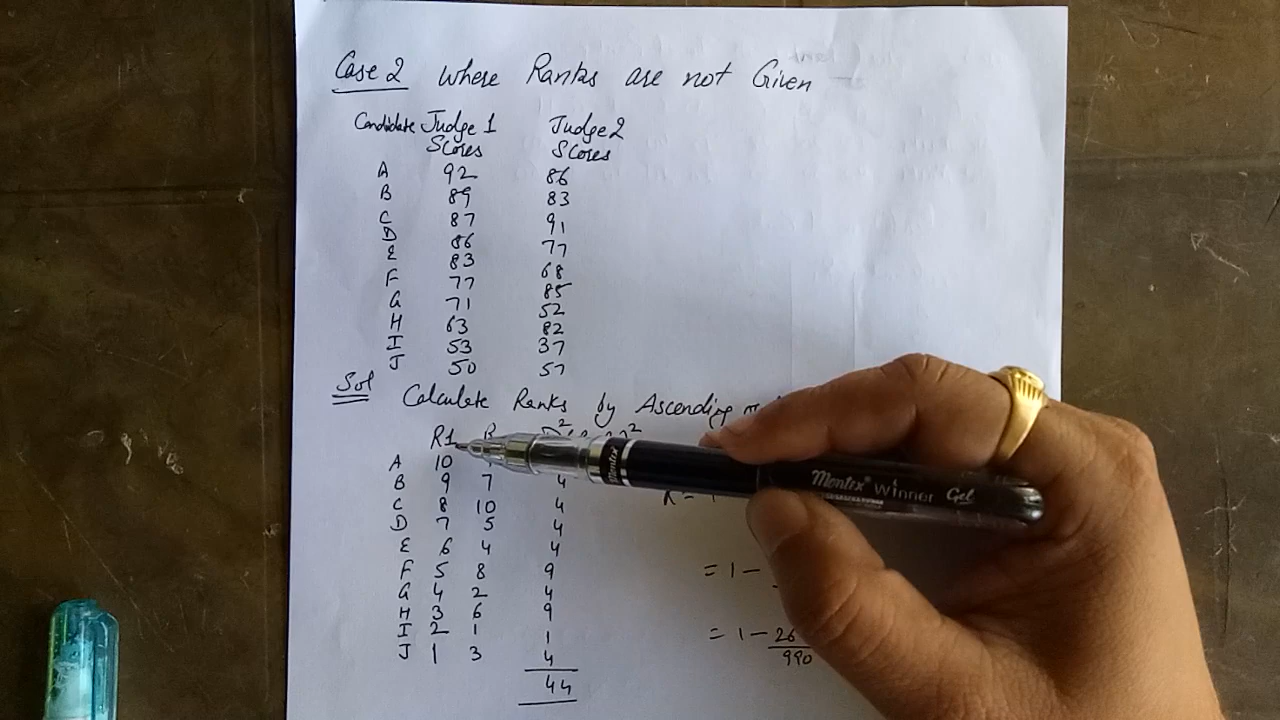 Case 2 where Ranks are not Given
Candidate Judge 1 Judge 2
Scores Scores
A 92 86
B 89 83
C 87 91
D 86 77
E 83 68
F 77 85
G 71 52
H 63 82
I 53 37
J 50 57
Sol Calculate Ranks by Ascending
R1
A 10
B 9 7 4
C 8 10 4
D 7 5 4
E 6 4 4
F 5 8 9
G 4 2 4
H 3 6 9
I 2 1 1
J 1 3 4
44
= 1 -
= 1 - 26
990
Montex® Winner Gel